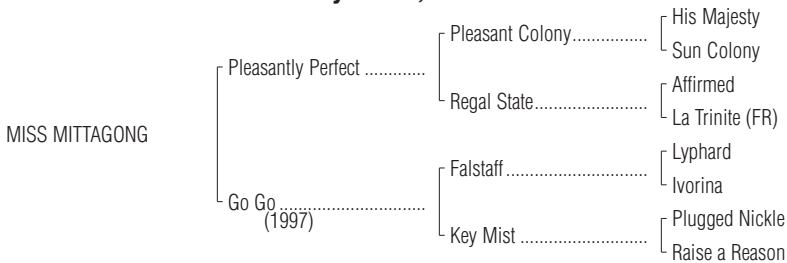 His Majesty
Pleasant Colony................
Sun Colony
Pleasantly Perfect .............
Affirmed
Regal State.........................
La Trinite (FR)
MISS MITTAGONG
Lyphard
Falstaff................................
Ivorina
Go Go .................................
(1997)
Plugged Nickle
Key Mist .............................
Raise a Reason